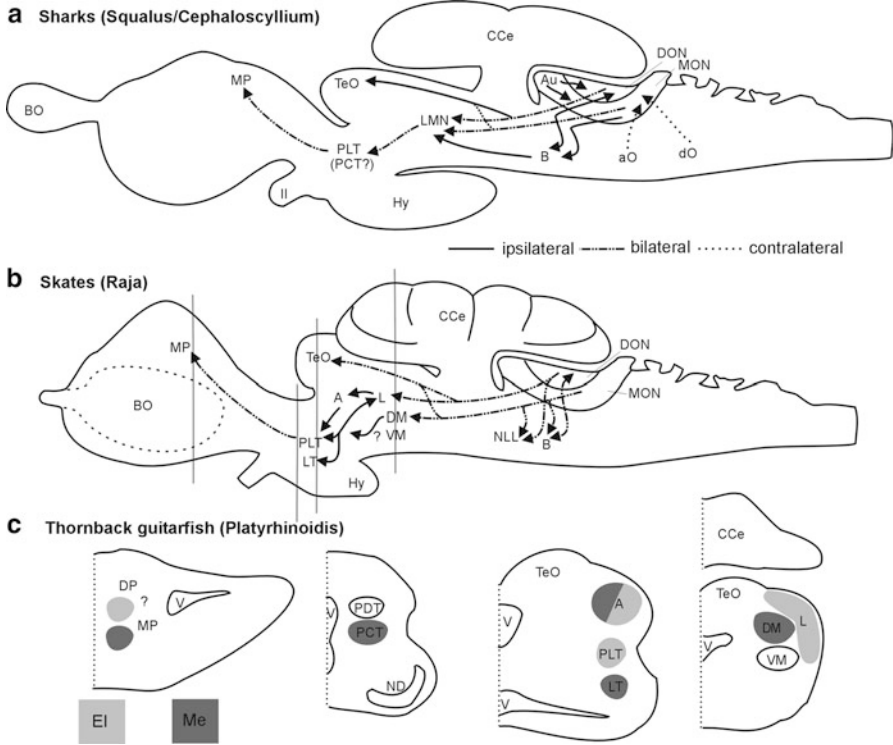 a Sharks (Squalus/Cephaloscyllium)
CCe
DON
MON
MP
TeO
Au
BO
LMN
PLT
(PCT?)
B
aO
dO
II
Hy
ipsilateral bilateral contralateral
b Skates (Raja)
CCe
MP
TeO
DON
MON
A
L
BO
DM
PLT
?
VM
NLL
B
LT
Hy
c Thornback guitarfish (Platyrhinoidis)
CCe
DP
?
V
MP
V
PDT
PCT
ND
TeO
A
V
PLT
LT
V
TeO
L
DM
V
VM
El
Me